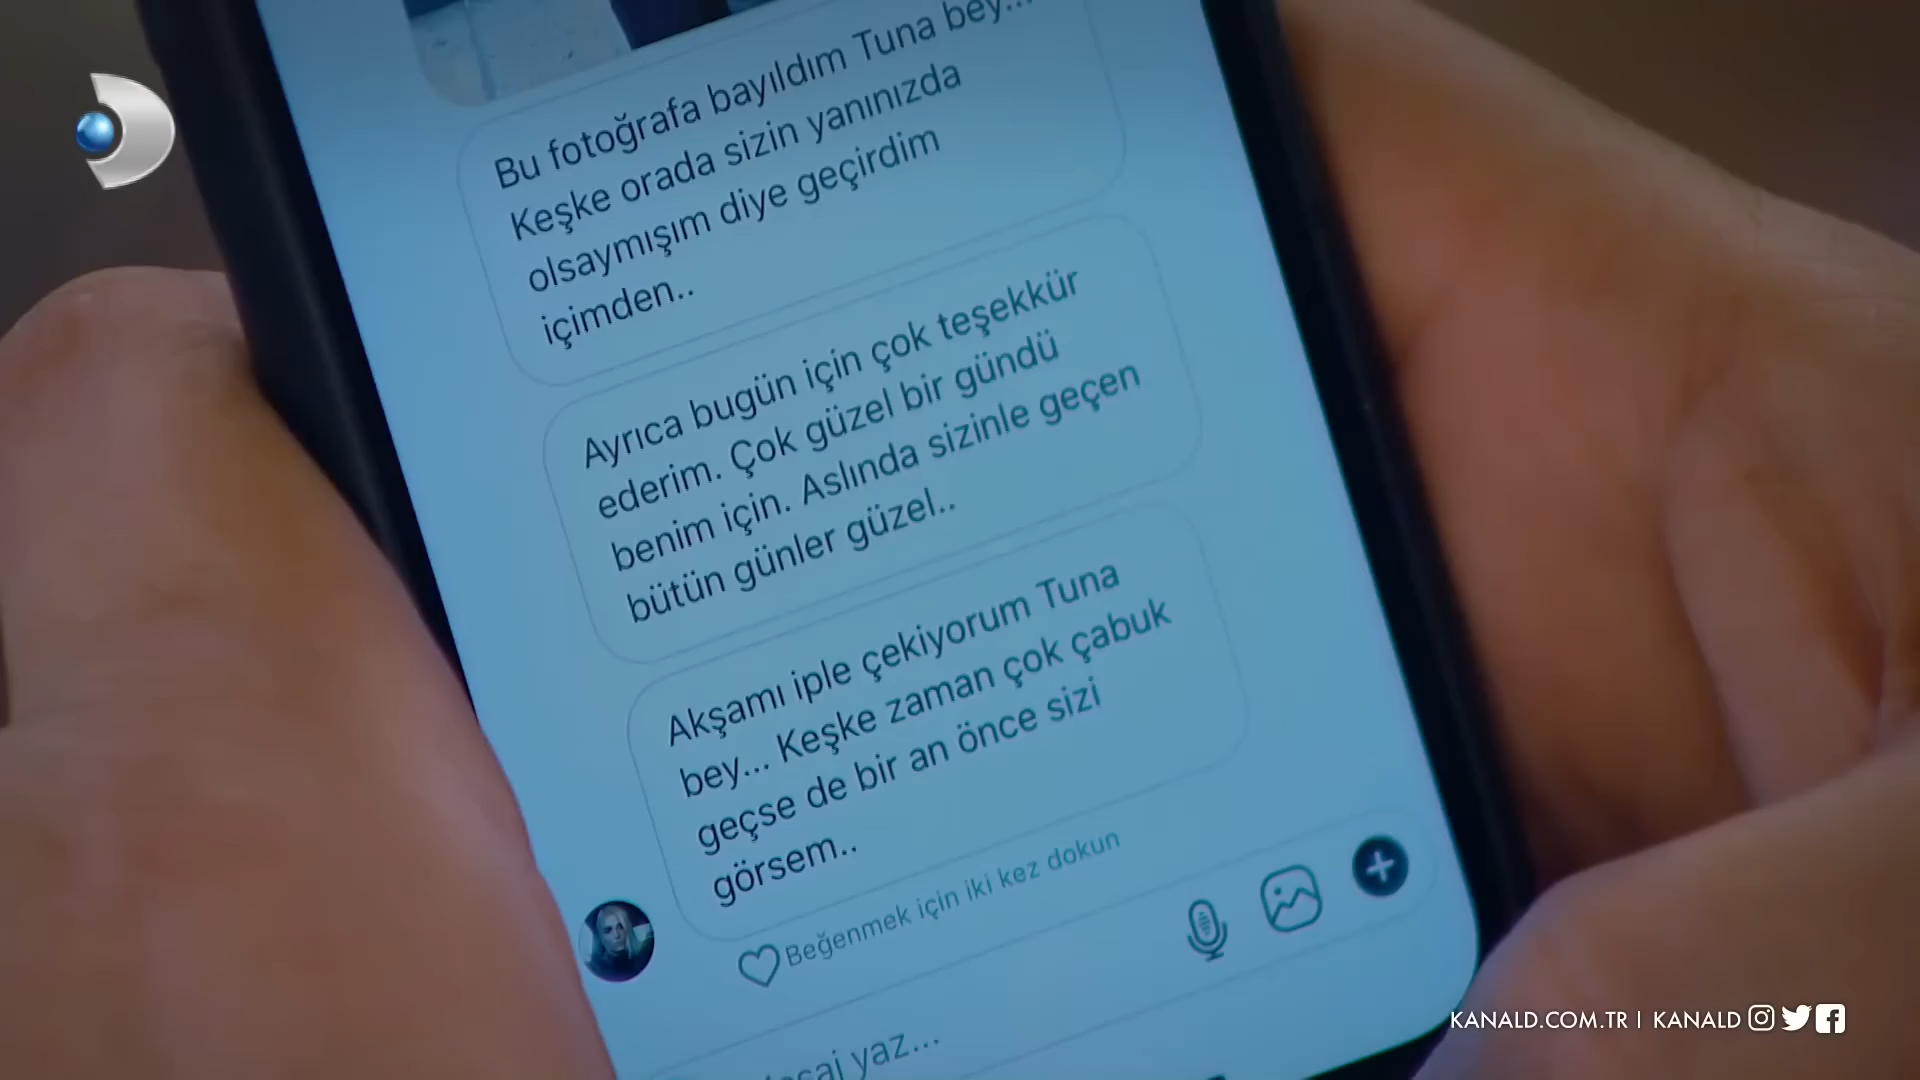 Bu fotoğrafa bayıldım Tuna bey...
Keşke orada sizin yanınızda
olsaymışım diye geçirdim
içimden..
Ayrıca bugün için çok teşekkür
ederim. Çok güzel bir gündü
benim için. Aslında sizinle geçen
bütün günler güzel..
Akşamı iple çekiyorum Tuna
bey... Keşke zaman çok çabuk
geçse de bir an önce sizi
görsem..
Beğenmek için iki kez dokun
yaz...
KANALD.COM.TR | KANALD